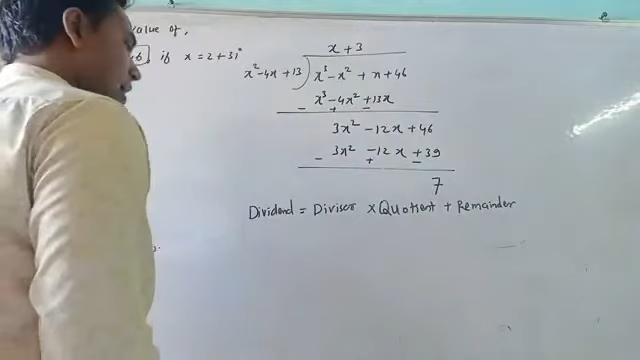 value of,
6, if x = 2 + 3i
x + 3
x² - 4x + 13 ) x³ - x² + x + 46
x³ - 4x² + 13x
- + -
3x² - 12x + 46
3x² - 12x + 39
- + -
7
Dividend = Divisor × Quotient + Remainder